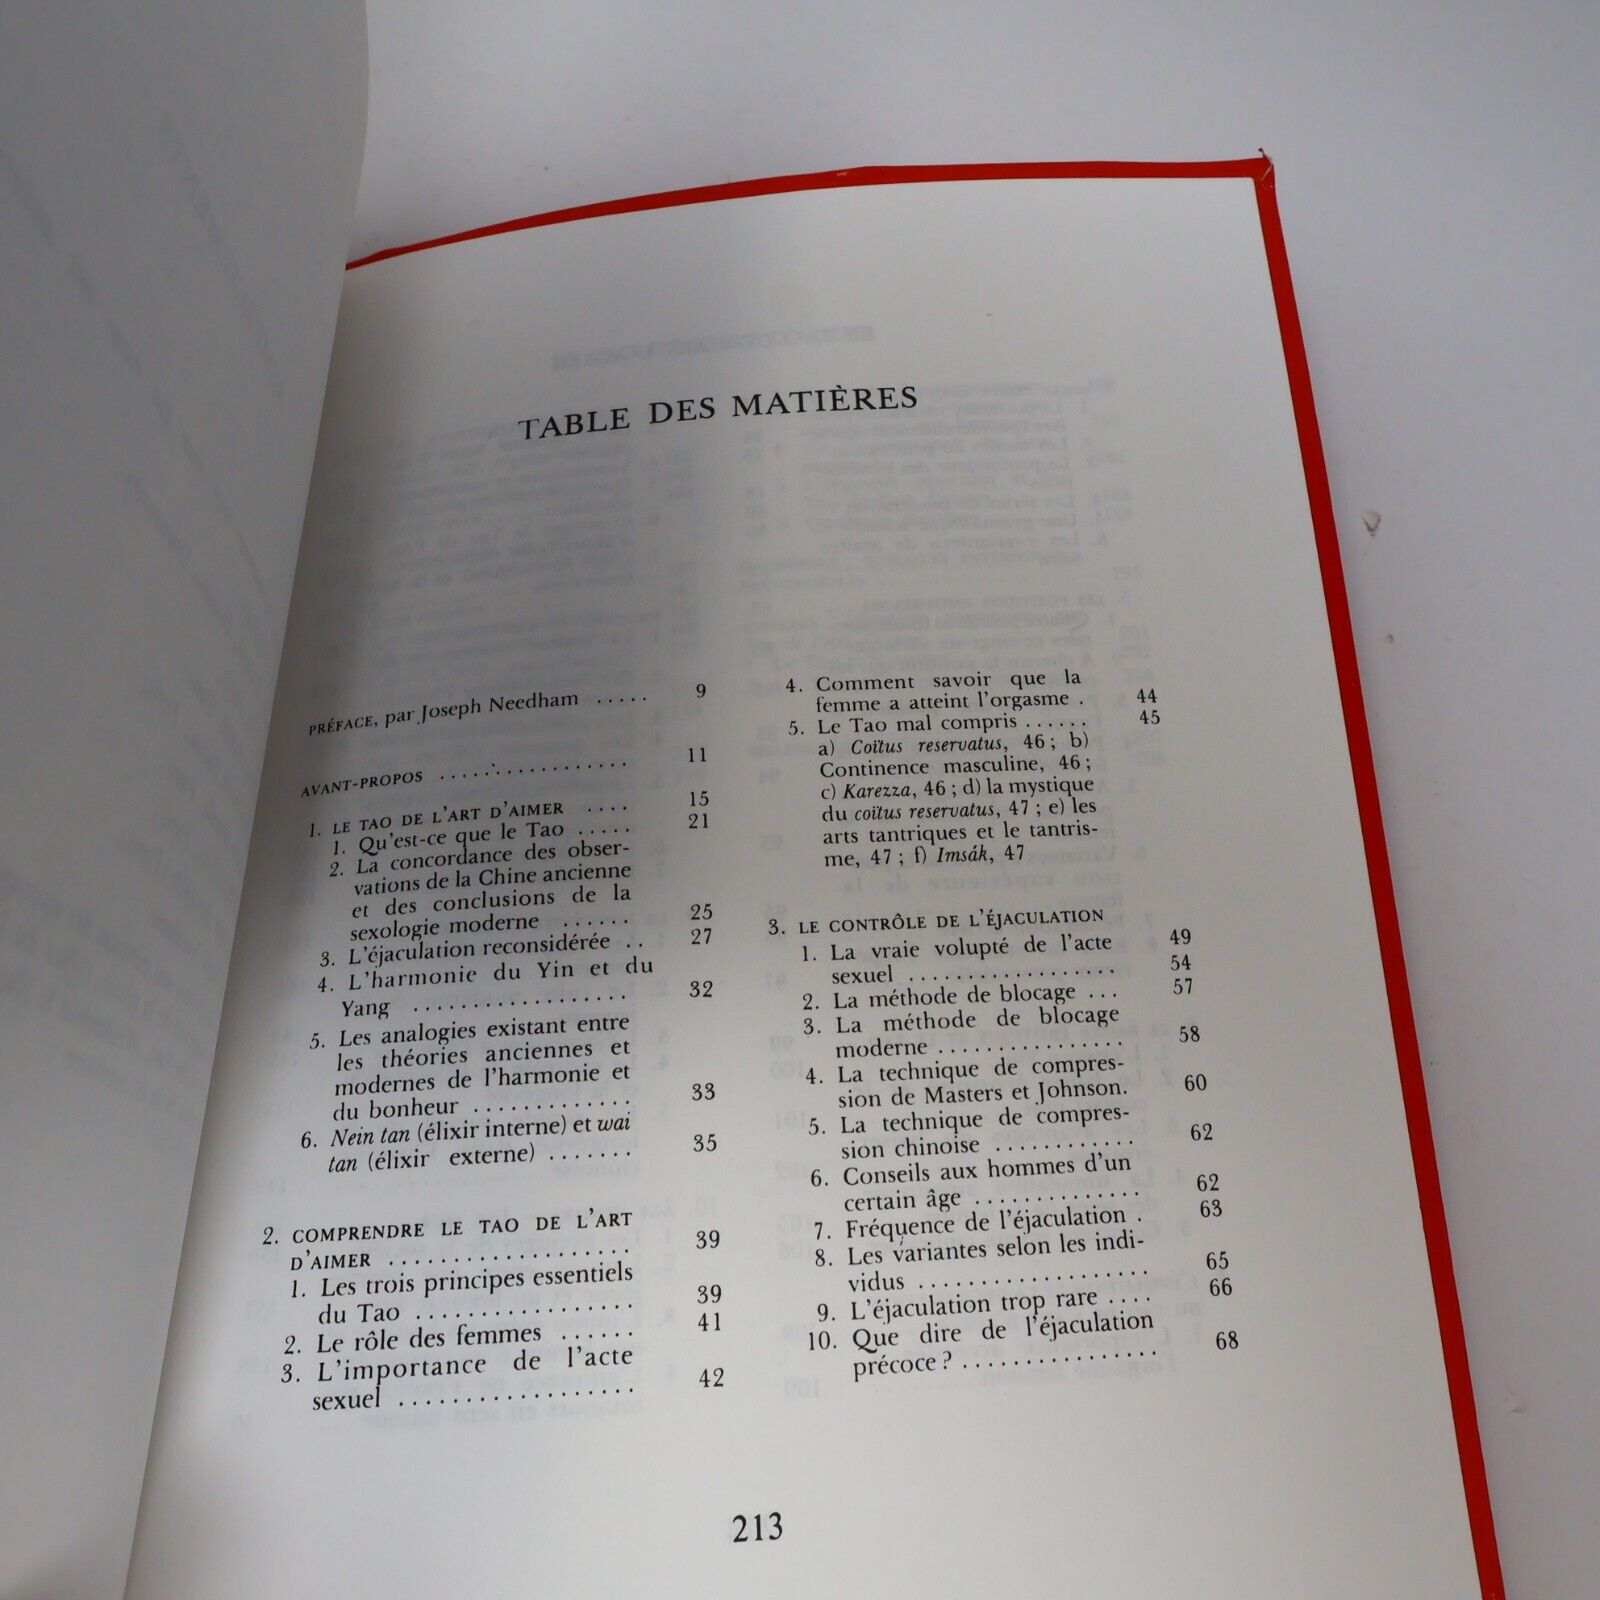 TABLE DES MATIÈRES
PRÉFACE, par Joseph Needham ..... 9
AVANT-PROPOS ................ 11
1. LE TAO DE L'ART D'AIMER .... 15
1. Qu'est-ce que le Tao ..... 21
2. La concordance des obser-
vations de la Chine ancienne
et des conclusions de la
sexologie moderne ...... 25
3. L'éjaculation reconsidérée .. 27
4. L'harmonie du Yin et du
Yang .................. 32
5. Les analogies existant entre
les théories anciennes et
modernes de l'harmonie et
du bonheur ............. 33
6. Nein tan (élixir interne) et wai
tan (élixir externe) ....... 35
2. COMPRENDRE LE TAO DE L'ART
D'AIMER ................... 39
1. Les trois principes essentiels
du Tao ................. 39
2. Le rôle des femmes ...... 41
3. L'importance de l'acte
sexuel ................... 42
4. Comment savoir que la
femme a atteint l'orgasme . 44
5. Le Tao mal compris ...... 45
a) Coïtus reservatus, 46 ; b)
Continence masculine, 46 ;
c) Karezza, 46 ; d) la mystique
du coïtus reservatus, 47 ; e) les
arts tantriques et le tantris-
me, 47 ; f) Imsák, 47
3. LE CONTRÔLE DE L'ÉJACULATION 49
1. La vraie volupté de l'acte
sexuel .................. 54
2. La méthode de blocage ... 57
3. La méthode de blocage
moderne ................ 58
4. La technique de compres-
sion de Masters et Johnson. 60
5. La technique de compres-
sion chinoise ............ 62
6. Conseils aux hommes d'un
certain âge .............. 62
7. Fréquence de l'éjaculation . 63
8. Les variantes selon les indi-
vidus ................... 65
9. L'éjaculation trop rare .... 66
10. Que dire de l'éjaculation
précoce ? ................ 68
213